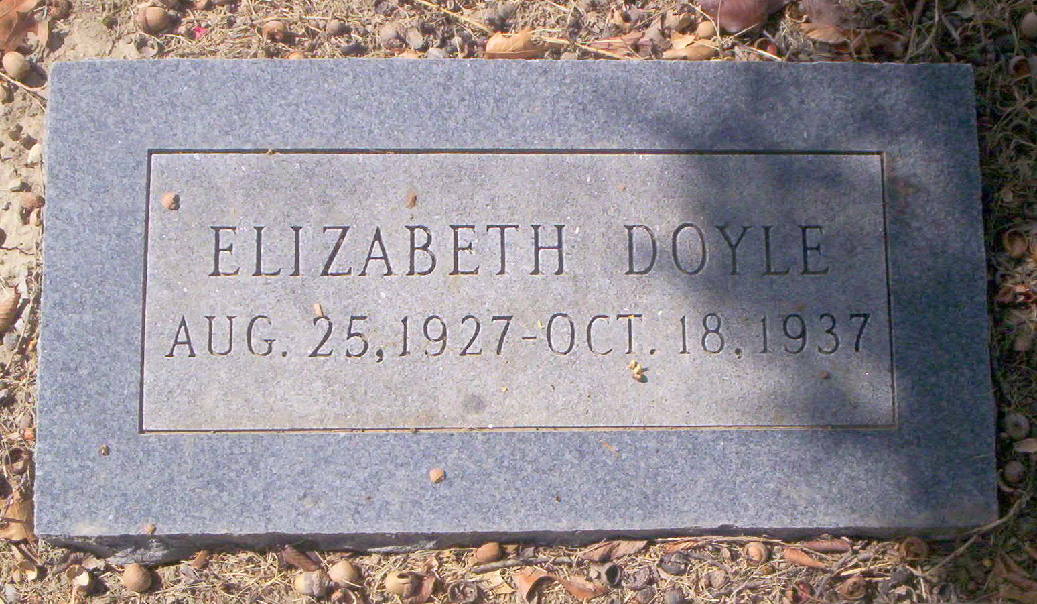 ELIZABETH DOYLE
AUG. 25, 1927-OCT. 18, 1937